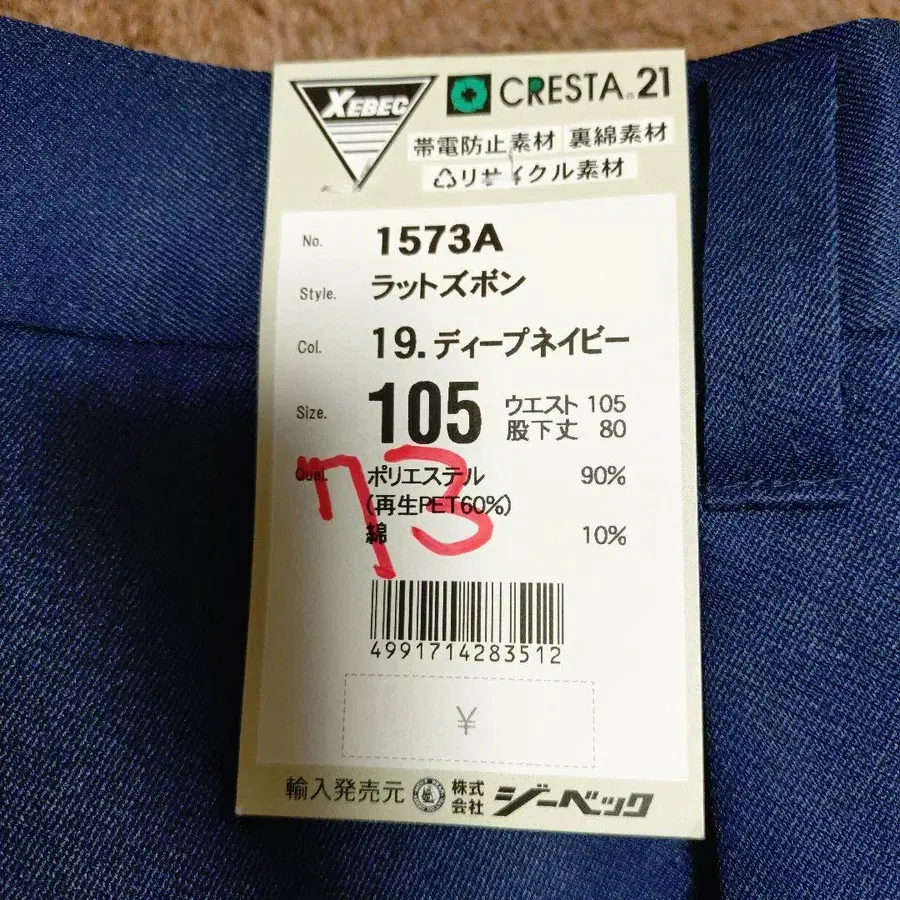 XEBEC
CRESTA 21
帯電防止素材 裏綿素材
リサイクル素材
No. 1573A
Style. ラットズボン
Col. 19.ディープネイビー
Size. 105 ウエスト 105
股下丈 80
Qual. ポリエステル 90%
(再生PET60%)
綿 10%
73
4991714283512
¥
輸入発売元 株式会社 ジーベック